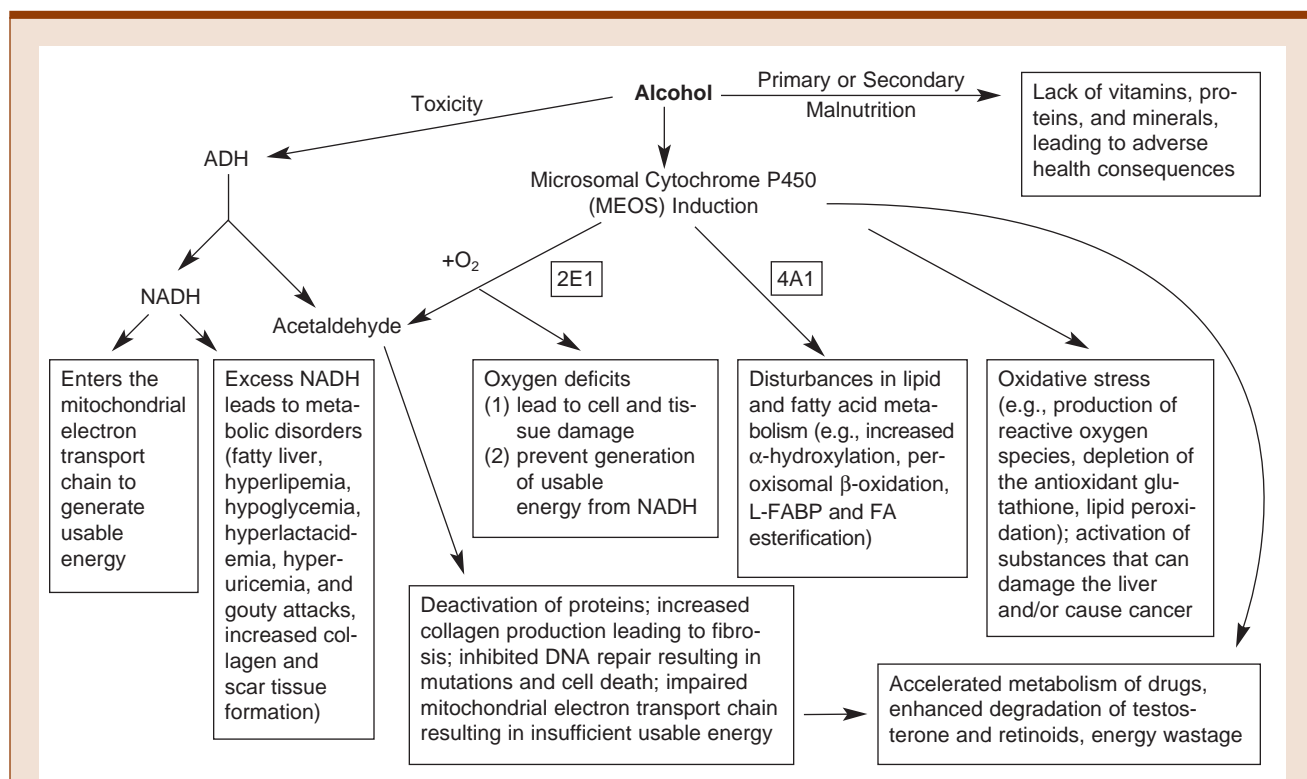 Alcohol
Primary or Secondary
Malnutrition
Toxicity
Lack of vitamins, pro-
teins, and minerals,
leading to adverse
health consequences
ADH
Microsomal Cytochrome P450
(MEOS) Induction
+O₂
2E1
4A1
NADH
Acetaldehyde
Enters the
mitochondrial
electron
transport
chain to
generate
usable
energy
Excess NADH
leads to meta-
bolic disorders
(fatty liver,
hyperlipemia,
hypoglycemia,
hyperlactacid-
emia, hyper-
uricemia, and
gouty attacks,
increased col-
lagen and
scar tissue
formation)
Oxygen deficits
(1) lead to cell and tis-
sue damage
(2) prevent generation
of usable
energy from NADH
Disturbances in lipid
and fatty acid meta-
bolism (e.g., increased
α-hydroxylation, per-
oxisomal β-oxidation,
L-FABP and FA
esterification)
Oxidative stress
(e.g., production of
reactive oxygen
species, depletion of
the antioxidant glu-
tathione, lipid peroxi-
dation); activation of
substances that can
damage the liver
and/or cause cancer
Deactivation of proteins; increased
collagen production leading to fibro-
sis; inhibited DNA repair resulting in
mutations and cell death; impaired
mitochondrial electron transport chain
resulting in insufficient usable energy
Accelerated metabolism of drugs,
enhanced degradation of testos-
terone and retinoids, energy wastage